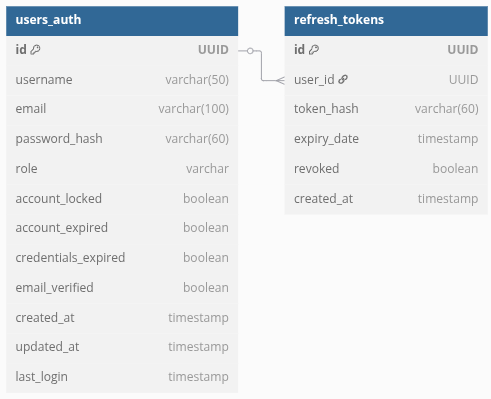 users_auth
id UUID
username varchar(50)
email varchar(100)
password_hash varchar(60)
role varchar
account_locked boolean
account_expired boolean
credentials_expired boolean
email_verified boolean
created_at timestamp
updated_at timestamp
last_login timestamp
refresh_tokens
id UUID
user_id UUID
token_hash varchar(60)
expiry_date timestamp
revoked boolean
created_at timestamp